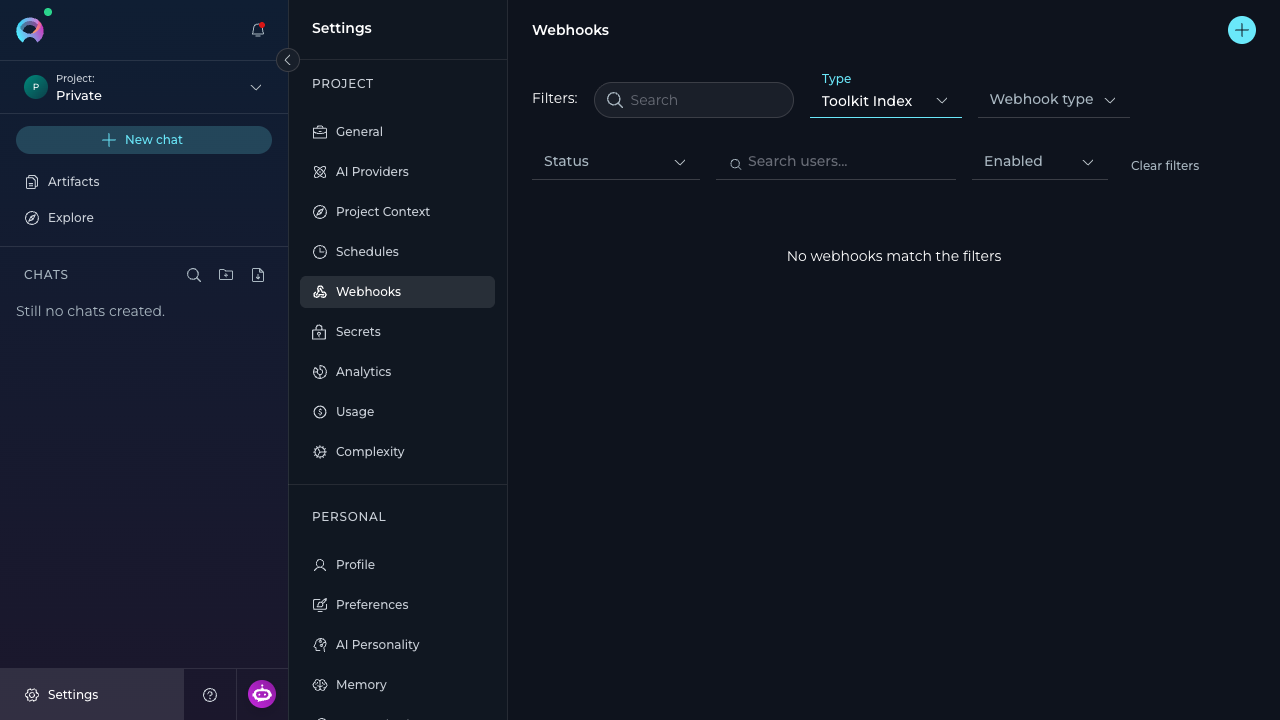 Project:
P
Private
New chat
Artifacts
Explore
CHATS
Still no chats created.
Settings
Settings
PROJECT
General
AI Providers
Project Context
Schedules
Webhooks
Secrets
Analytics
Usage
Complexity
PERSONAL
Profile
Preferences
AI Personality
Memory
Webhooks
Filters:
Search
Type
Toolkit Index
Webhook type
Status
Search users...
Enabled
Clear filters
No webhooks match the filters